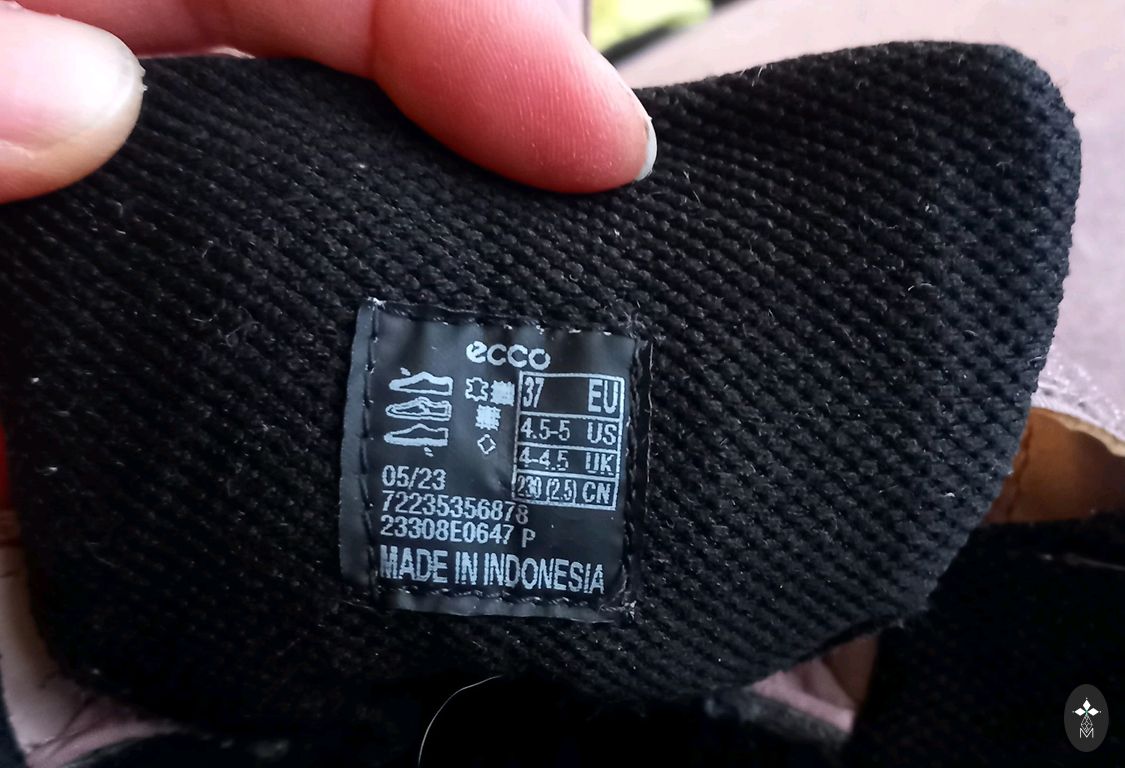 ecco
37 EU
4.5-5 US
4-4.5 UK
230 (2.5) CN
05/23
72235356878
23308E0647 P
MADE IN INDONESIA
M